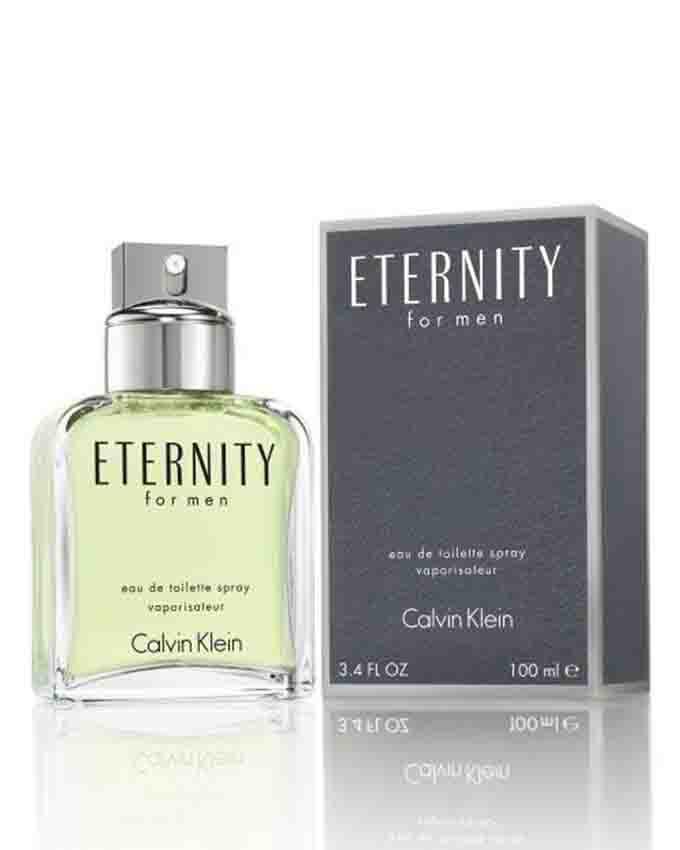 ETERNITY
for men
eau de toilette spray
vaporisateur
Calvin Klein
ETERNITY
for men
eau de toilette spray
vaporisateur
Calvin Klein
3.4 FL OZ 100 ml ℮